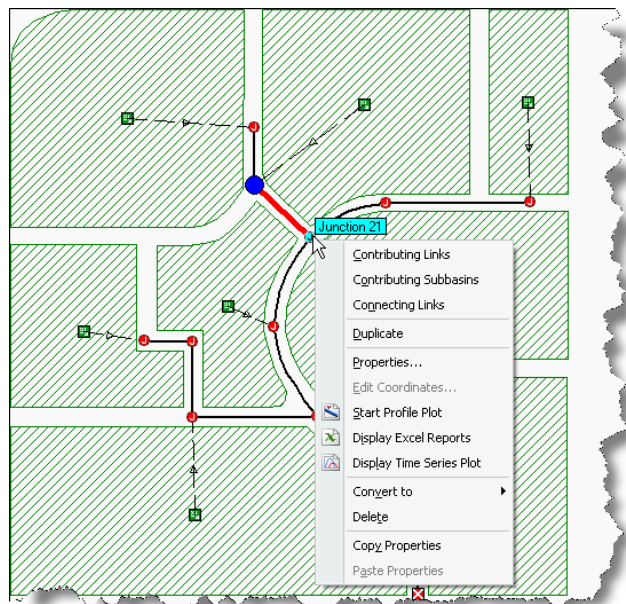 Junction 21
Contributing Links
Contributing Subbasins
Connecting Links
Duplicate
Properties...
Edit Coordinates...
Start Profile Plot
Display Excel Reports
Display Time Series Plot
Convert to
Delete
Copy Properties
Paste Properties